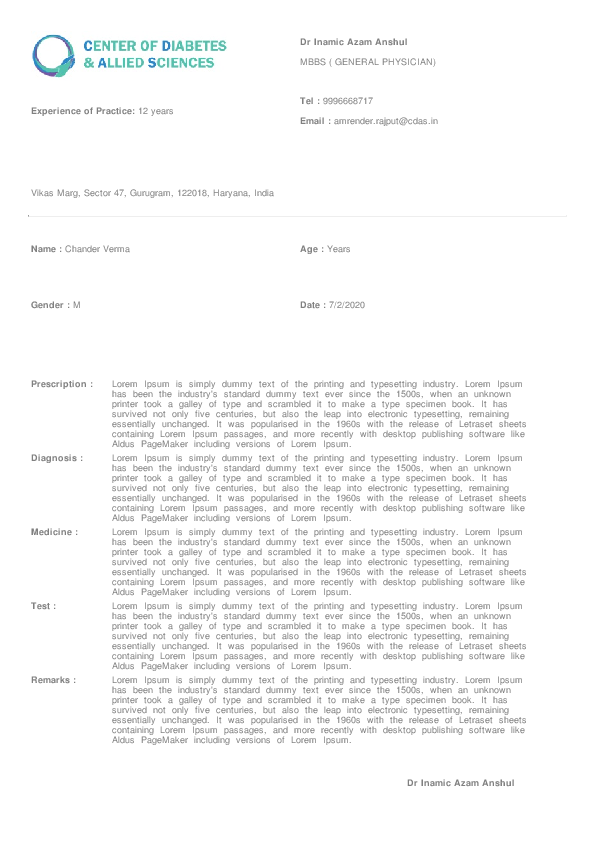 CENTER OF DIABETES
& ALLIED SCIENCES
Dr Inamic Azam Anshul
MBBS ( GENERAL PHYSICIAN)
Experience of Practice: 12 years
Tel : 9996668717
Email : amrender.rajput@cdas.in
Vikas Marg, Sector 47, Gurugram, 122018, Haryana, India
Name : Chander Verma
Age : Years
Gender : M
Date : 7/2/2020
Prescription : Lorem Ipsum is simply dummy text of the printing and typesetting industry. Lorem Ipsum
has been the industry's standard dummy text ever since the 1500s, when an unknown
printer took a galley of type and scrambled it to make a type specimen book. It has
survived not only five centuries, but also the leap into electronic typesetting, remaining
essentially unchanged. It was popularised in the 1960s with the release of Letraset sheets
containing Lorem Ipsum passages, and more recently with desktop publishing software like
Aldus PageMaker including versions of Lorem Ipsum.
Diagnosis : Lorem Ipsum is simply dummy text of the printing and typesetting industry. Lorem Ipsum
has been the industry's standard dummy text ever since the 1500s, when an unknown
printer took a galley of type and scrambled it to make a type specimen book. It has
survived not only five centuries, but also the leap into electronic typesetting, remaining
essentially unchanged. It was popularised in the 1960s with the release of Letraset sheets
containing Lorem Ipsum passages, and more recently with desktop publishing software like
Aldus PageMaker including versions of Lorem Ipsum.
Medicine : Lorem Ipsum is simply dummy text of the printing and typesetting industry. Lorem Ipsum
has been the industry's standard dummy text ever since the 1500s, when an unknown
printer took a galley of type and scrambled it to make a type specimen book. It has
survived not only five centuries, but also the leap into electronic typesetting, remaining
essentially unchanged. It was popularised in the 1960s with the release of Letraset sheets
containing Lorem Ipsum passages, and more recently with desktop publishing software like
Aldus PageMaker including versions of Lorem Ipsum.
Test : Lorem Ipsum is simply dummy text of the printing and typesetting industry. Lorem Ipsum
has been the industry's standard dummy text ever since the 1500s, when an unknown
printer took a galley of type and scrambled it to make a type specimen book. It has
survived not only five centuries, but also the leap into electronic typesetting, remaining
essentially unchanged. It was popularised in the 1960s with the release of Letraset sheets
containing Lorem Ipsum passages, and more recently with desktop publishing software like
Aldus PageMaker including versions of Lorem Ipsum.
Remarks : Lorem Ipsum is simply dummy text of the printing and typesetting industry. Lorem Ipsum
has been the industry's standard dummy text ever since the 1500s, when an unknown
printer took a galley of type and scrambled it to make a type specimen book. It has
survived not only five centuries, but also the leap into electronic typesetting, remaining
essentially unchanged. It was popularised in the 1960s with the release of Letraset sheets
containing Lorem Ipsum passages, and more recently with desktop publishing software like
Aldus PageMaker including versions of Lorem Ipsum.
Dr Inamic Azam Anshul